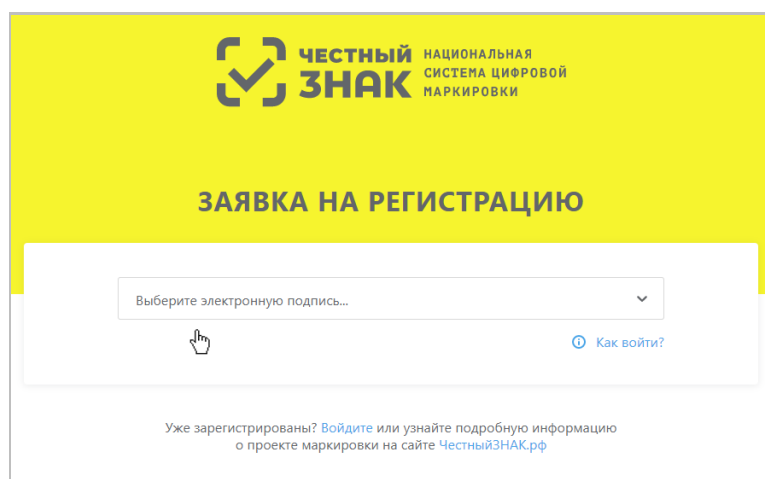 ЧЕСТНЫЙ
ЗНАК
НАЦИОНАЛЬНАЯ
СИСТЕМА ЦИФРОВОЙ
МАРКИРОВКИ
ЗАЯВКА НА РЕГИСТРАЦИЮ
Выберите электронную подпись...
Как войти?
Уже зарегистрированы? Войдите или узнайте подробную информацию
о проекте маркировки на сайте ЧестныйЗНАК.рф